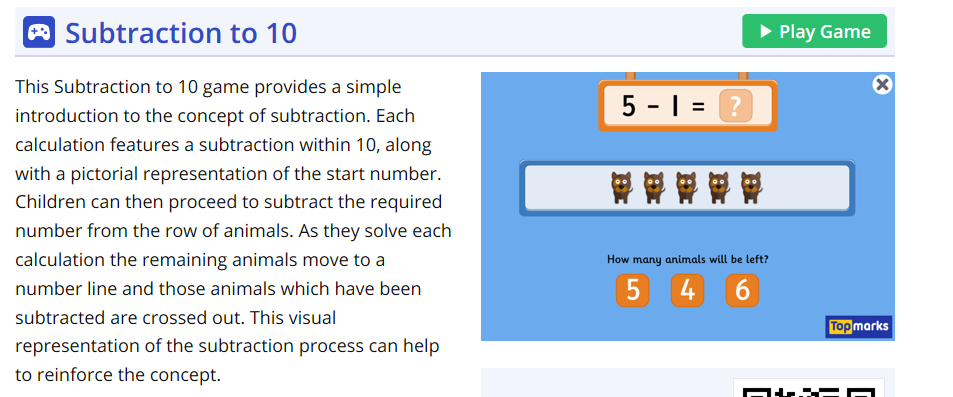 Subtraction to 10
Play Game
This Subtraction to 10 game provides a simple
introduction to the concept of subtraction. Each
calculation features a subtraction within 10, along
with a pictorial representation of the start number.
Children can then proceed to subtract the required
number from the row of animals. As they solve each
calculation the remaining animals move to a
number line and those animals which have been
subtracted are crossed out. This visual
representation of the subtraction process can help
to reinforce the concept.
5 - 1 = ?
How many animals will be left?
5 4 6
Topmarks